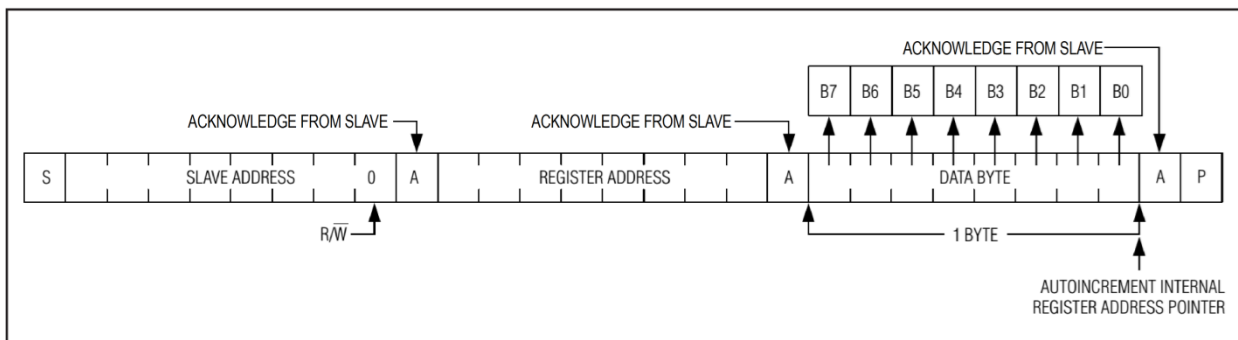 ACKNOWLEDGE FROM SLAVE
B7 B6 B5 B4 B3 B2 B1 B0
ACKNOWLEDGE FROM SLAVE
ACKNOWLEDGE FROM SLAVE
S SLAVE ADDRESS 0 A REGISTER ADDRESS A DATA BYTE A P
R/W̅
1 BYTE
AUTOINCREMENT INTERNAL
REGISTER ADDRESS POINTER